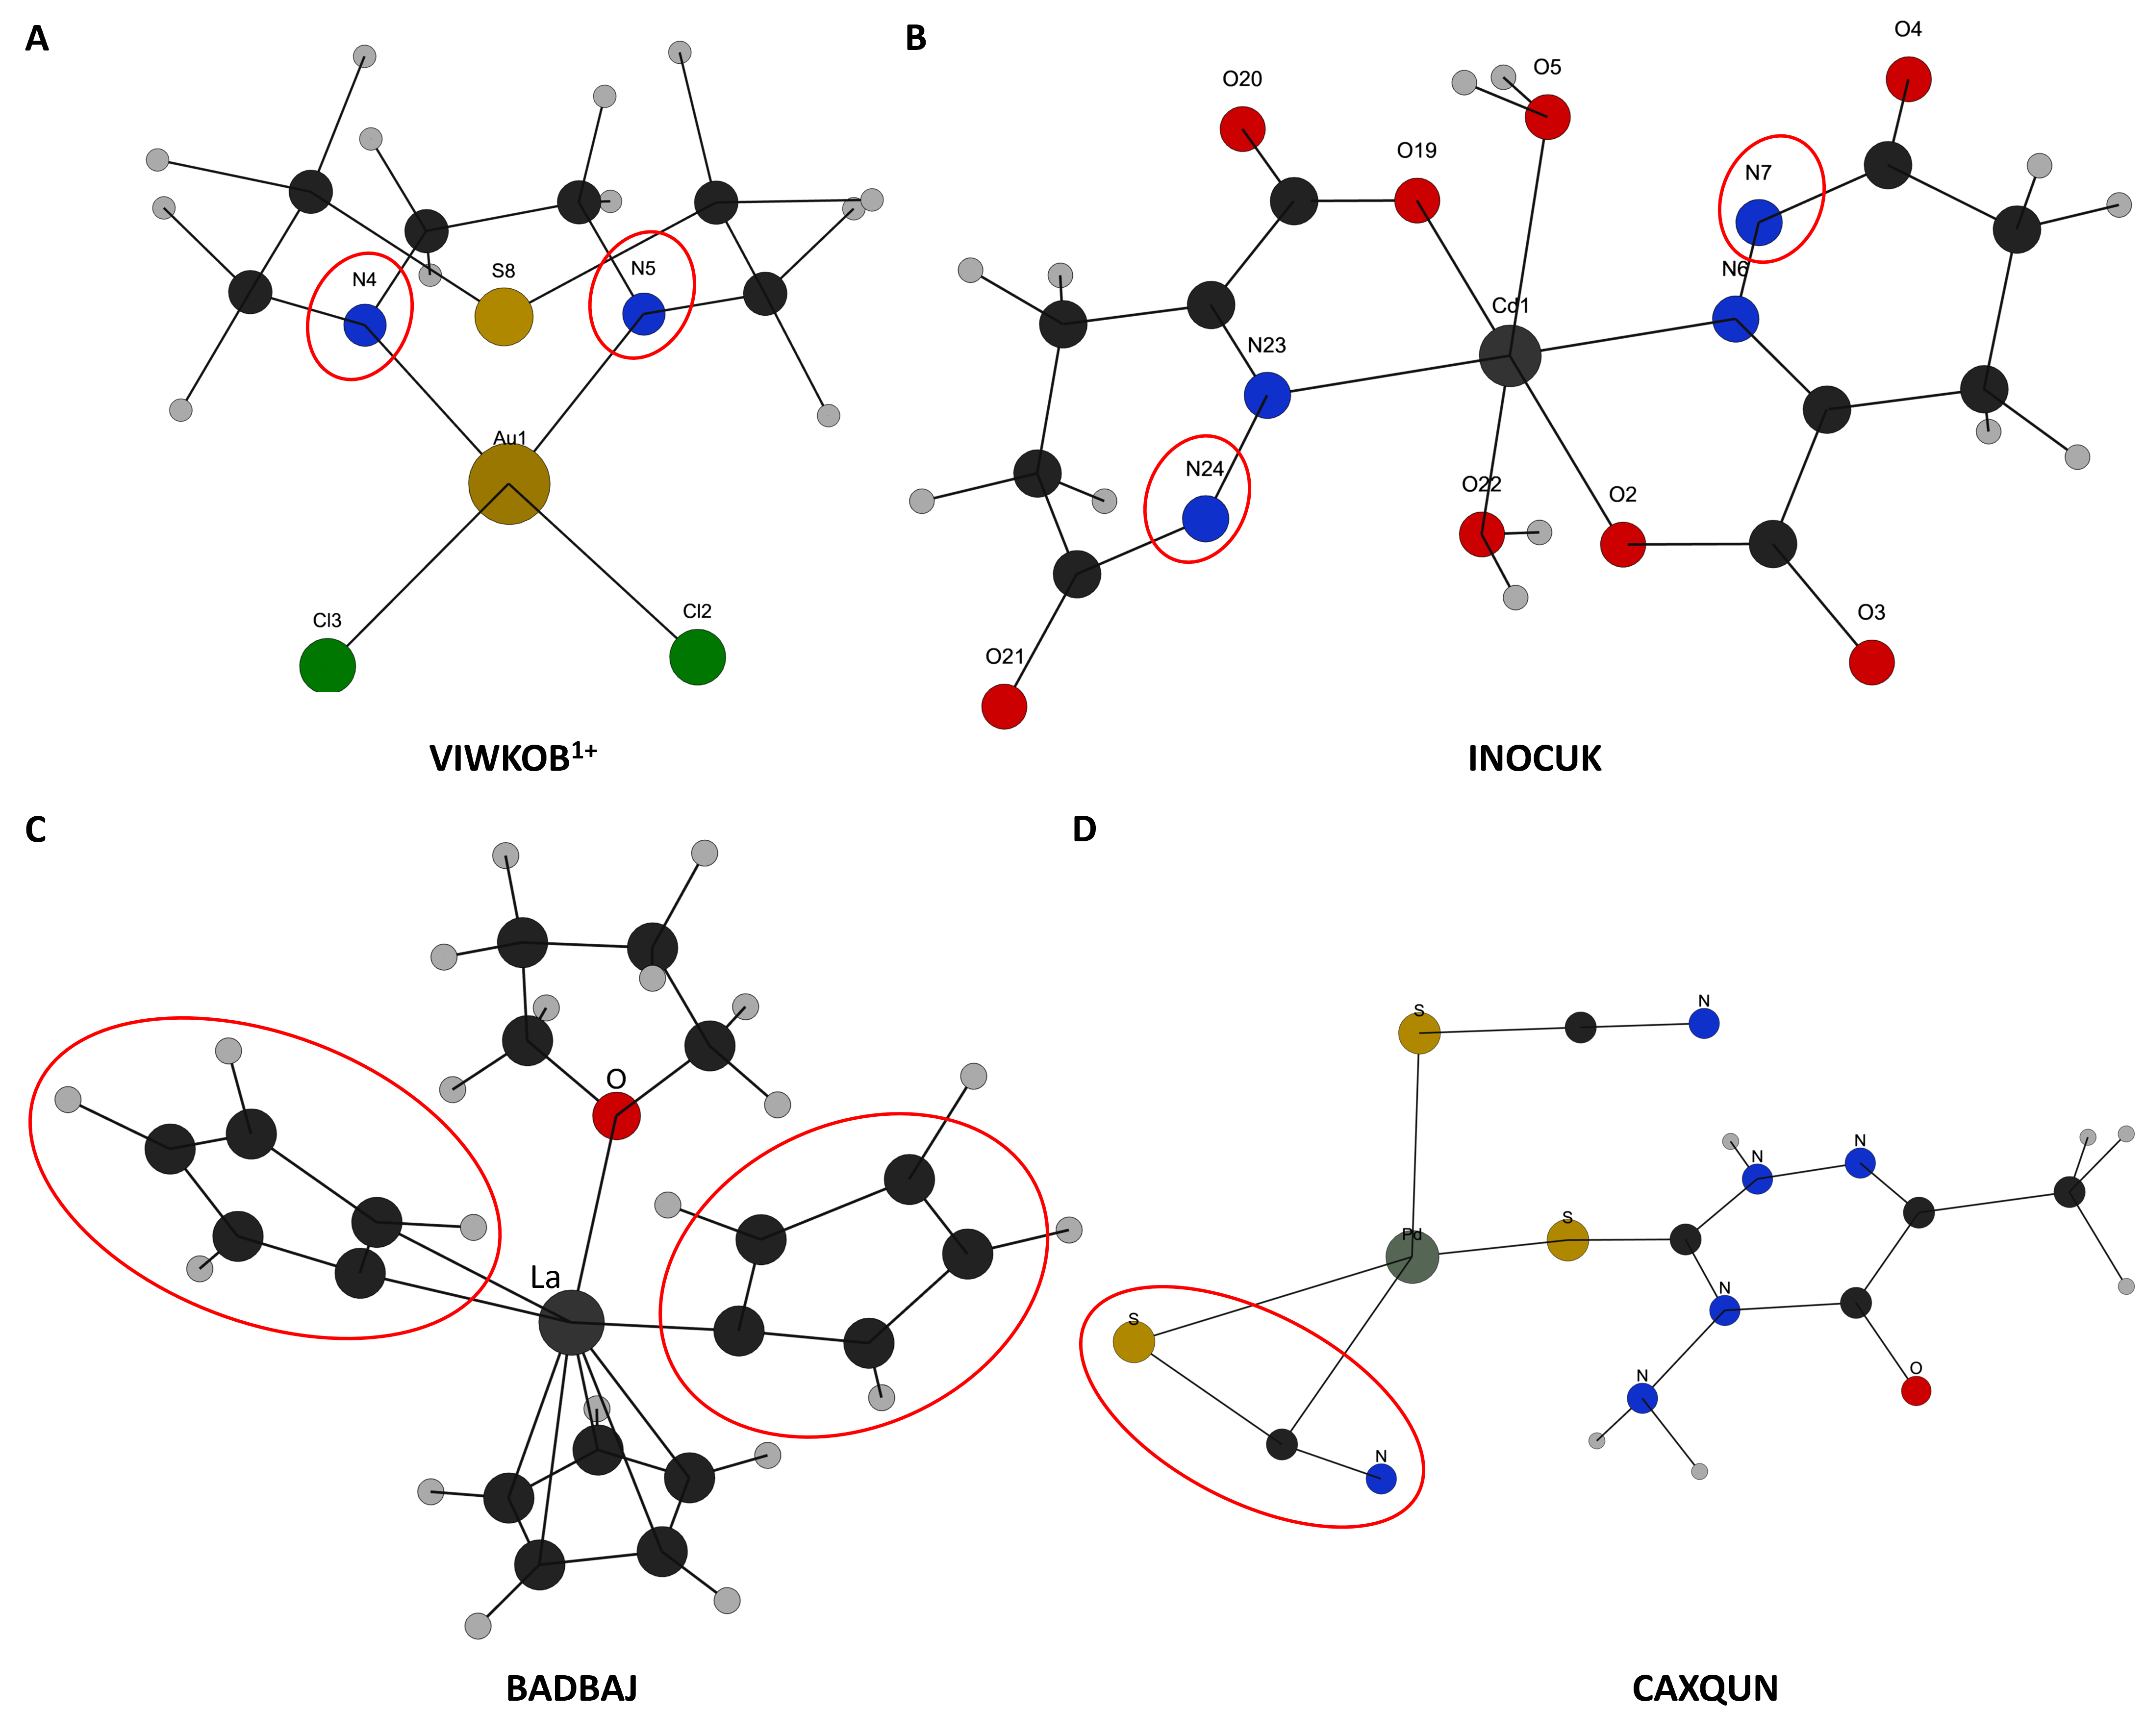 A
N4
S8
N5
Au1
Cl3
Cl2
VIWKOB1+
B
O20
O19
O5
O4
N7
N6
Cd1
N23
N24
O22
O2
O3
O21
INOCUK
C
O
La
BADBAJ
D
S
N
N
N
S
Pd
N
S
N
O
N
CAXQUN